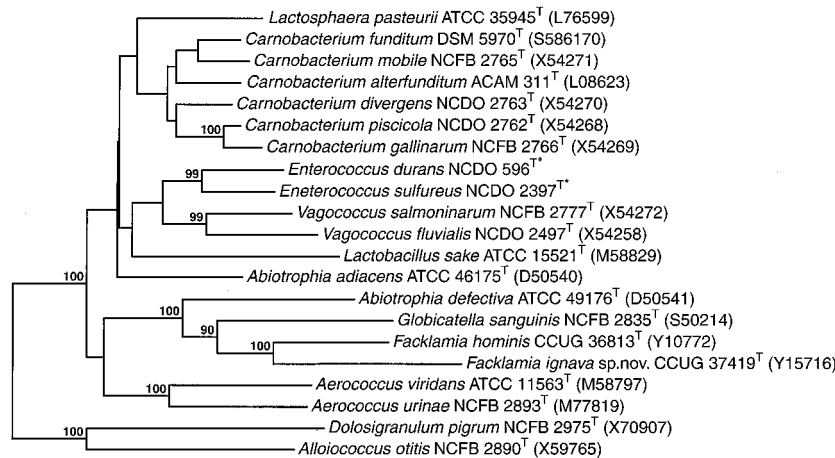 Lactosphaera pasteurii ATCC 35945T (L76599)
Carnobacterium funditum DSM 5970T (S586170)
Carnobacterium mobile NCFB 2765T (X54271)
Carnobacterium alterfunditum ACAM 311T (L08623)
Carnobacterium divergens NCDO 2763T (X54270)
Carnobacterium piscicola NCDO 2762T (X54268)
100
Carnobacterium gallinarum NCFB 2766T (X54269)
Enterococcus durans NCDO 596T*
99
Eneterococcus sulfureus NCDO 2397T*
Vagococcus salmoninarum NCFB 2777T (X54272)
99
Vagococcus fluvialis NCDO 2497T (X54258)
Lactobacillus sake ATCC 15521T (M58829)
100
Abiotrophia adiacens ATCC 46175T (D50540)
Abiotrophia defectiva ATCC 49176T (D50541)
100
Globicatella sanguinis NCFB 2835T (S50214)
90
Facklamia hominis CCUG 36813T (Y10772)
100
Facklamia ignava sp.nov. CCUG 37419T (Y15716)
Aerococcus viridans ATCC 11563T (M58797)
100
Aerococcus urinae NCFB 2893T (M77819)
Dolosigranulum pigrum NCFB 2975T (X70907)
100
Alloiococcus otitis NCFB 2890T (X59765)